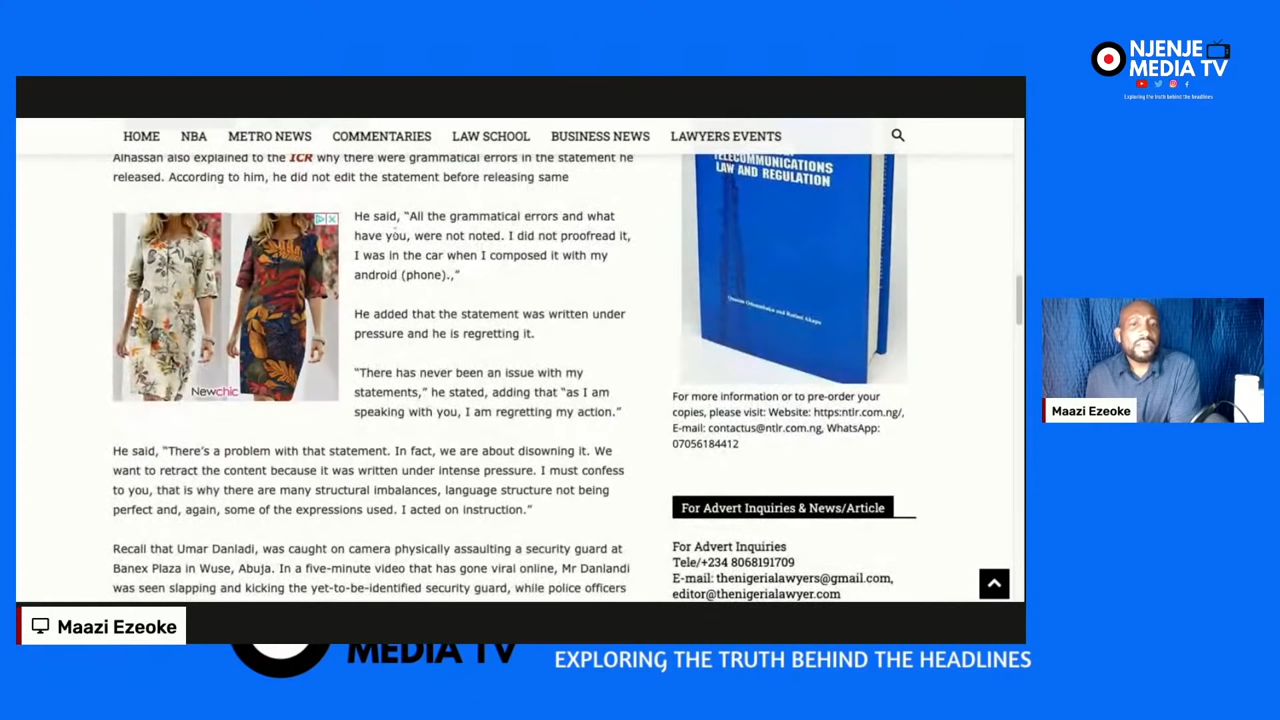 NJENJE
MEDIA TV
Exploring the truth behind the headlines
HOME NBA METRO NEWS COMMENTARIES LAW SCHOOL BUSINESS NEWS LAWYERS EVENTS
Alhassan also explained to the ICR why there were grammatical errors in the statement he
released. According to him, he did not edit the statement before releasing same
He said, “All the grammatical errors and what
have you, were not noted. I did not proofread it,
I was in the car when I composed it with my
android (phone).,”
He added that the statement was written under
pressure and he is regretting it.
“There has never been an issue with my
statements,” he stated, adding that “as I am
speaking with you, I am regretting my action.”
Newchic
He said, “There’s a problem with that statement. In fact, we are about disowning it. We
want to retract the content because it was written under intense pressure. I must confess
to you, that is why there are many structural imbalances, language structure not being
perfect and, again, some of the expressions used. I acted on instruction.”
Recall that Umar Danladi, was caught on camera physically assaulting a security guard at
Banex Plaza in Wuse, Abuja. In a five-minute video that has gone viral online, Mr Danlandi
was seen slapping and kicking the yet-to-be-identified security guard, while police officers
TELECOMMUNICATIONS
LAW AND REGULATION
For more information or to pre-order your
copies, please visit: Website: https:ntlr.com.ng/,
E-mail: contactus@ntlr.com.ng, WhatsApp:
07056184412
For Advert Inquiries & News/Article
For Advert Inquiries
Tele/+234 8068191709
E-mail: thenigerialawyers@gmail.com,
editor@thenigerialawyer.com
Maazi Ezeoke
Maazi Ezeoke
MEDIA TV
EXPLORING THE TRUTH BEHIND THE HEADLINES